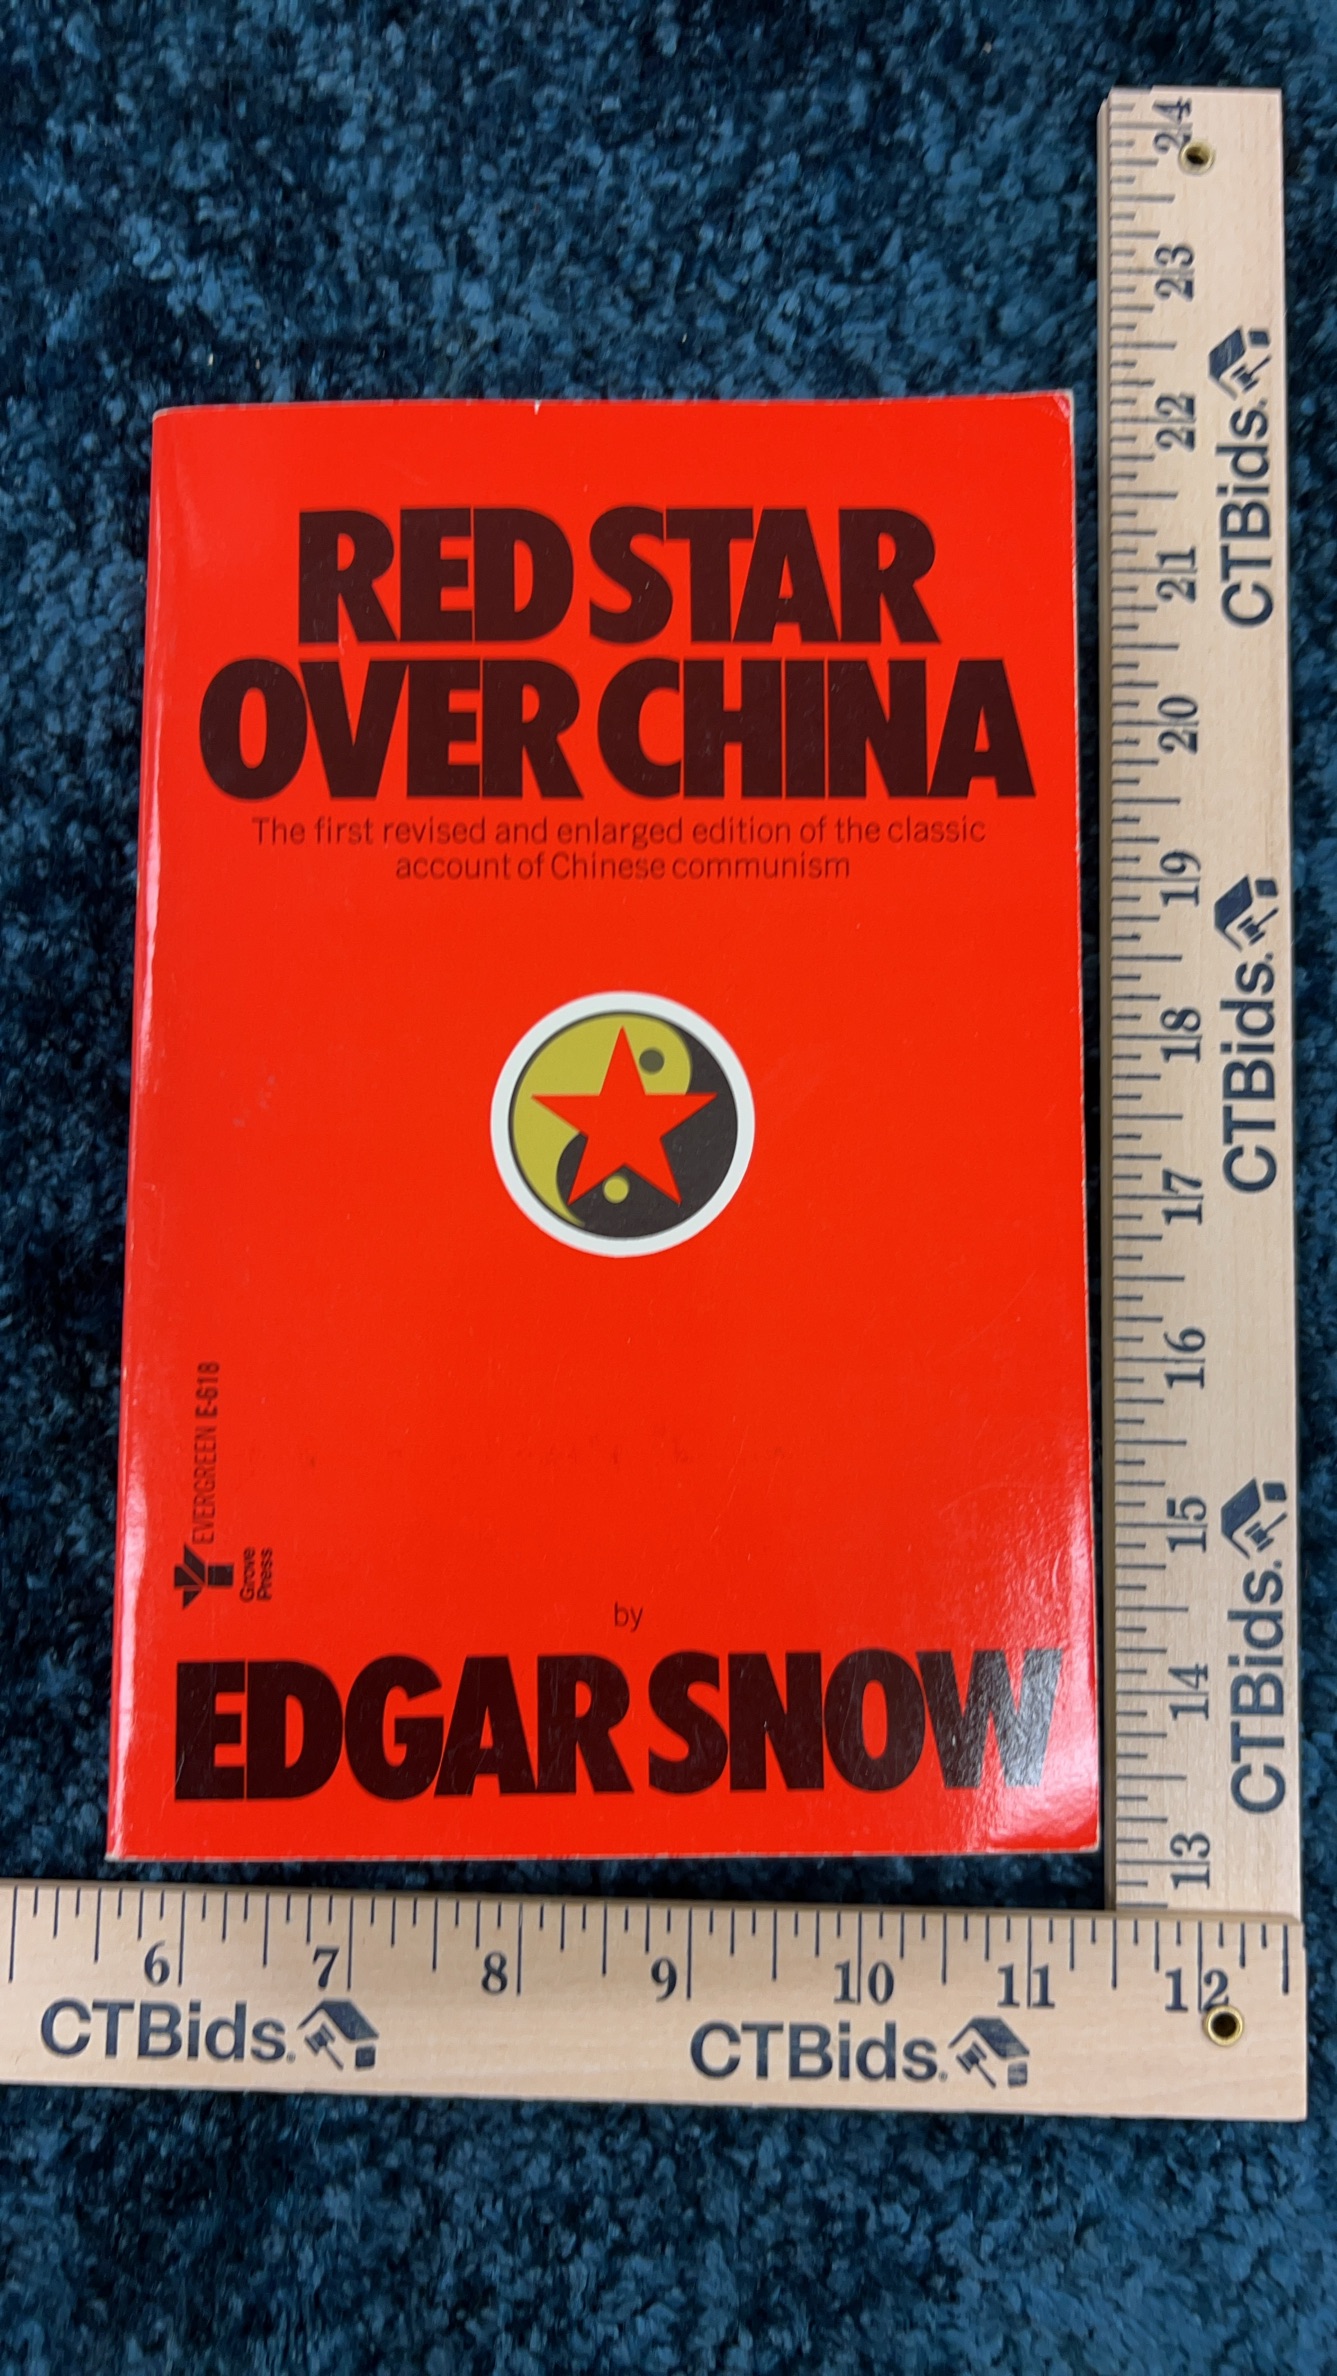 RED STAR
OVER CHINA
The first revised and enlarged edition of the classic
account of Chinese communism
EVERGREEN E-618
Grove
Press
by
EDGAR SNOW
24
23
22
21
20
19
18
17
16
15
14
13
CTBids.
CTBids.
CTBids.
6 7 8 9 10 11 12
CTBids. CTBids.